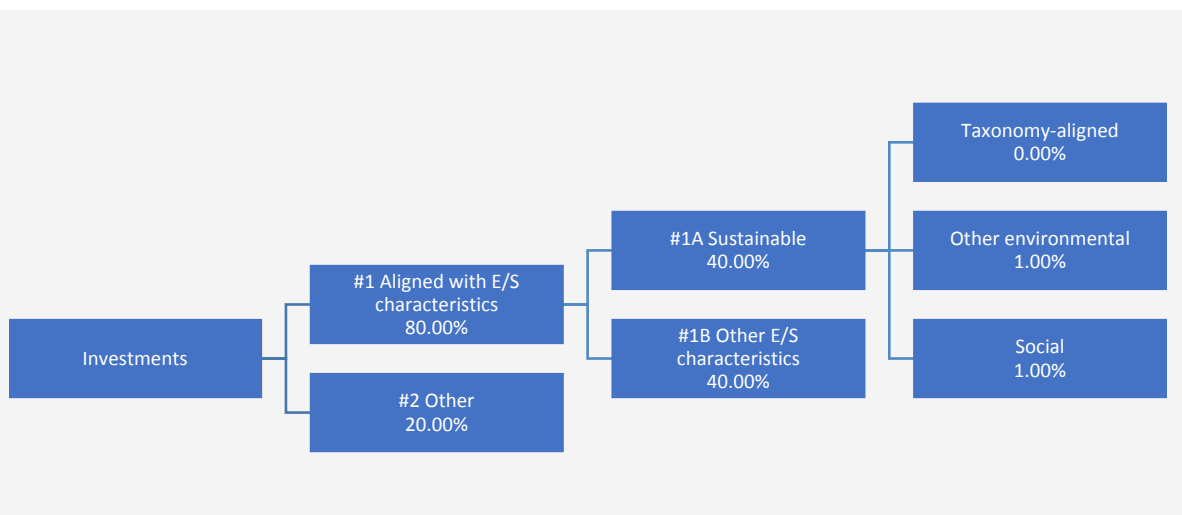 Investments
#1 Aligned with E/S
characteristics
80.00%
#2 Other
20.00%
#1A Sustainable
40.00%
#1B Other E/S
characteristics
40.00%
Taxonomy-aligned
0.00%
Other environmental
1.00%
Social
1.00%